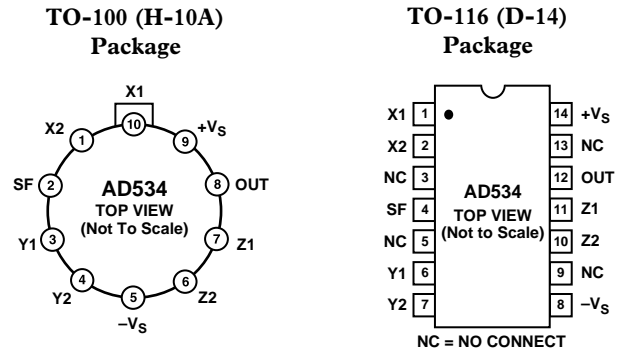 TO-100 (H-10A)
Package
X1
10
X2
1
9
+VS
SF
2
8
OUT
AD534
TOP VIEW
(Not To Scale)
Y1
3
7
Z1
Y2
4
6
Z2
5
–VS
TO-116 (D-14)
Package
X1 1
14 +VS
X2 2
13 NC
NC 3
12 OUT
AD534
TOP VIEW
(Not to Scale)
SF 4
11 Z1
NC 5
10 Z2
Y1 6
9 NC
Y2 7
8 –VS
NC = NO CONNECT